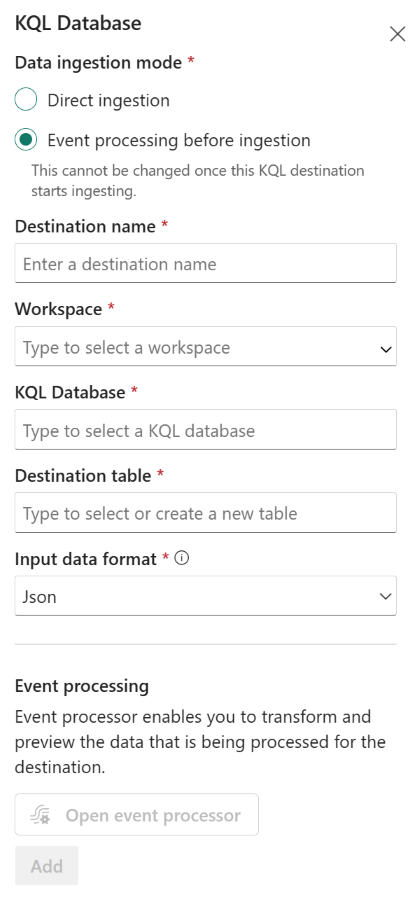 KQL Database
Data ingestion mode *
Direct ingestion
Event processing before ingestion
This cannot be changed once this KQL destination
starts ingesting.
Destination name *
Enter a destination name
Workspace *
Type to select a workspace
KQL Database *
Type to select a KQL database
Destination table *
Type to select or create a new table
Input data format *
Json
Event processing
Event processor enables you to transform and
preview the data that is being processed for the
destination.
Open event processor
Add